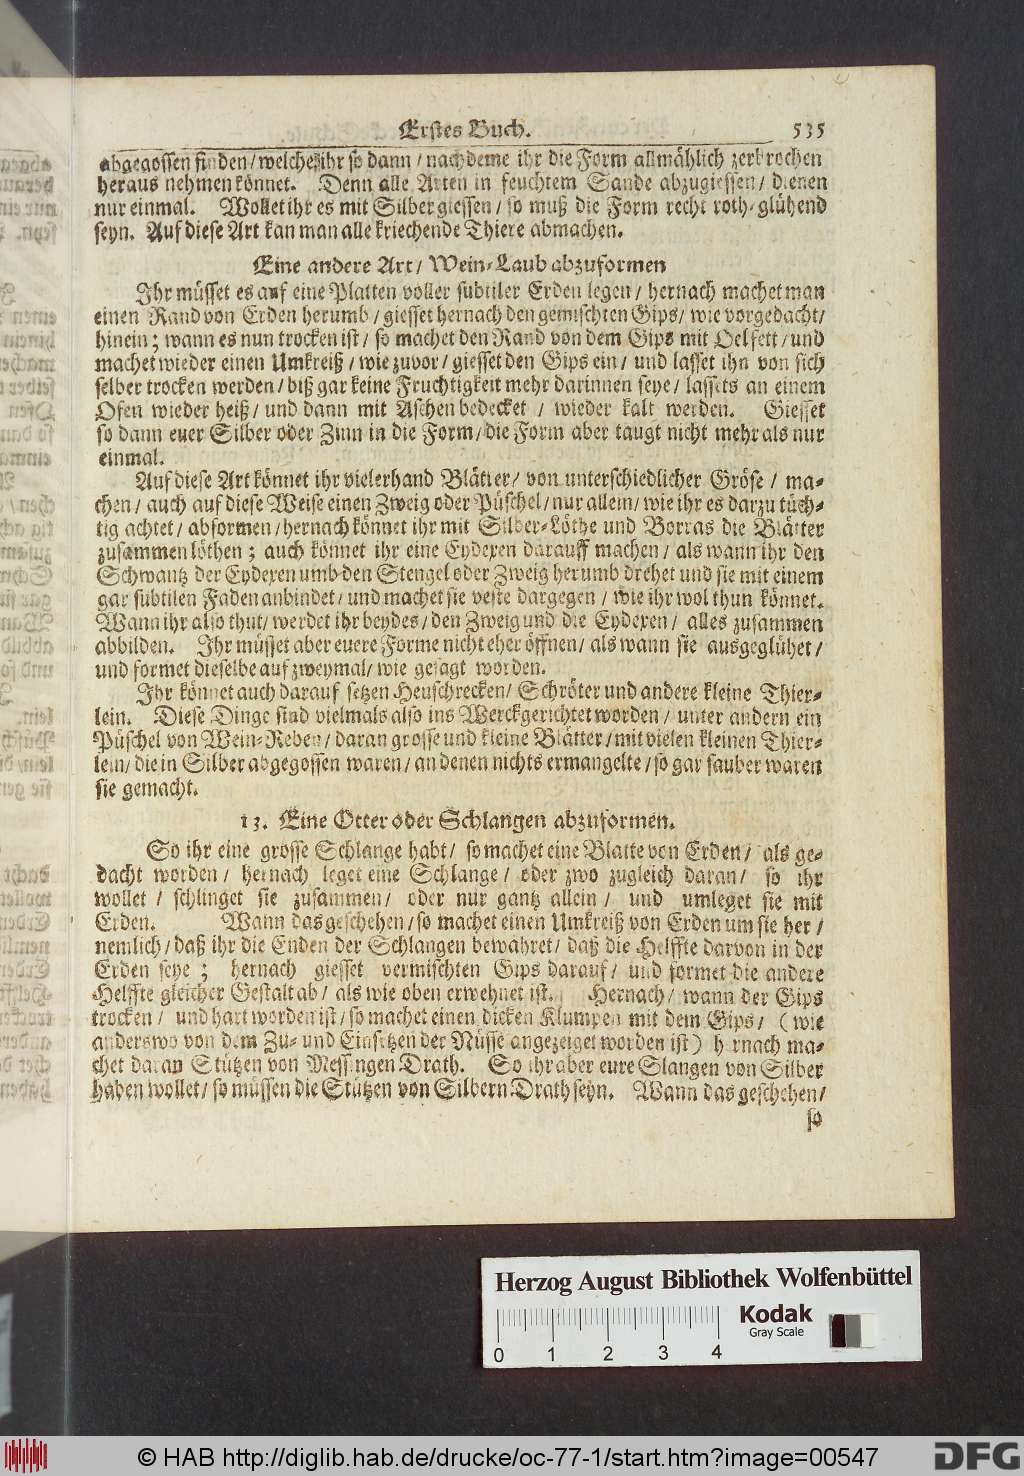 Erstes Buch. 535
abgegossen finden/ welches ihr so dann/ nachdeme ihr die Form allmählich zerbrochen
heraus nehmen könnet. Denn alle Arten in feuchtem Sande abzugiessen/ dienen
nur einmal. Wollet ihr es mit Silber giessen/ so muß die Form recht roth-glühend
seyn. Auf diese Art kan man alle kriechende Thiere abmachen.
Eine andere Art/ Wein-Laub abzuformen
Ihr müsset es auf eine Platten voller subtiler Erden legen/ hernach machet man
einen Rand von Erden herumb/ giesset hernach den gemischten Gips/ wie vorgedacht/
hinein; wann es nun trocken ist/ so machet den Rand von dem Gips mit Oel fett/ und
machet wieder einen Umkreiß/ wie zuvor/ giesset den Gips ein/ und lasset ihn von sich
selber trocken werden/ biß gar keine Fruchtigkeit mehr darinnen seye/ lassets an einem
Ofen wieder heiß/ und dann mit Aschen bedecket / wieder kalt werden. Giesset
so dann euer Silber oder Zinn in die Form/ die Form aber taugt nicht mehr als nur
einmal.
Auf diese Art könnet ihr vielerhand Blätter/ von unterschiedlicher Gröse/ ma-
chen/ auch auf diese Weise einen Zweig oder Püschel/ nur allein/ wie ihr es darzu tüch-
tig achtet/ abformen/ hernach könnet ihr mit Silber-Löthe und Borras die Blätter
zusammen löthen; auch könnet ihr eine Eydexen darauff machen/ als wann ihr den
Schwantz der Eydexen umb den Stengel oder Zweig herumb drehet und sie mit einem
gar subtilen Faden anbindet/ und machet sie veste dargegen/ wie ihr wol thun könnet.
Wann ihr also thut/ werdet ihr beydes/ den Zweig und die Eydexen/ alles zusammen
abbilden. Ihr müsset aber euere Forme nicht eher öffnen/ als wann sie ausgeglühet/
und formet dieselbe auf zweymal/ wie gesagt worden.
Ihr könnet auch darauf setzen Heuschrecken/ Schröter und andere kleine Thier-
lein. Diese Dinge sind vielmals also ins Werck gerichtet worden/ unter andern ein
Püschel von Wein-Reben/ daran grosse und kleine Blätter/ mit vielen kleinen Thier-
lein/ die in Silber abgegossen waren/ an denen nichts ermangelte/ so gar sauber waren
sie gemacht.
13. Eine Otter oder Schlangen abzuformen.
So ihr eine grosse Schlange habt/ so machet eine Blatte von Erden/ als ge-
dacht worden/ hernach leget eine Schlange/ oder zwo zugleich daran/ so ihr
wollet / schlinget sie zusammen/ oder nur gantz allein/ und umleget sie mit
Erden. Wann das geschehen/ so machet einen Umkreiß von Erden um sie her/
nemlich/ daß ihr die Enden der Schlangen bewahret/ daß die Helffte darvon in der
Erden seye; hernach giesset vermischten Gips darauf/ und formet die andere
Helffte gleicher Gestalt ab/ als wie oben erwehnet ist. Hernach/ wann der Gips
trocken/ und hart worden ist/ so machet einen dicken Klumpen mit dem Gips/ (wie
anderswo von dem Zu- und Einsetzen der Nüsse angezeiget worden ist) hernach ma-
chet daran Stützen von Messingen Drath. So ihr aber eure Slangen von Silber
haben wollet/ so müssen die Stützen von Silbern Drath seyn. Wann das geschehen/
so
Herzog August Bibliothek Wolfenbüttel
Kodak
Gray Scale
0 1 2 3 4
© HAB http://diglib.hab.de/drucke/oc-77-1/start.htm?image=00547
DFG